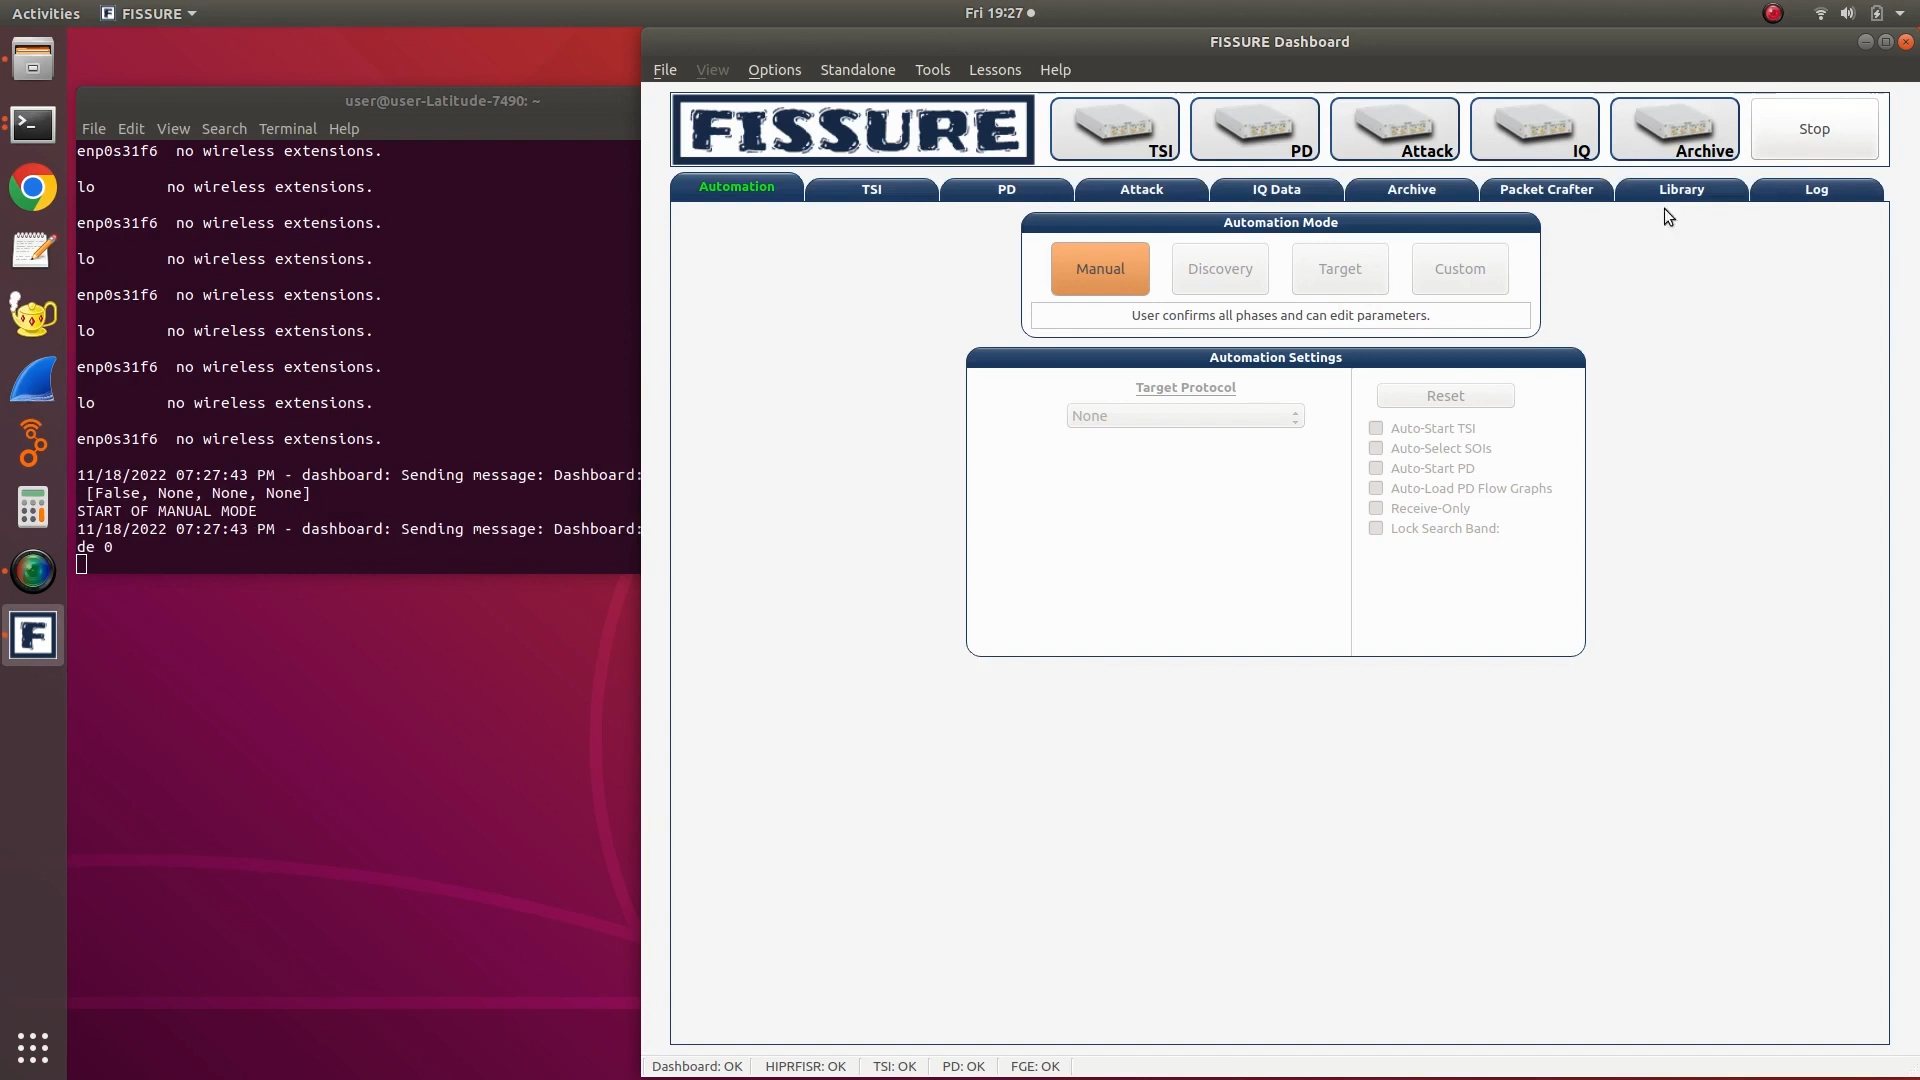 Activities FISSURE Fri 19:27
FISSURE Dashboard
File View Options Standalone Tools Lessons Help
user@user-Latitude-7490: ~
File Edit View Search Terminal Help
enp0s31f6 no wireless extensions.
lo no wireless extensions.
enp0s31f6 no wireless extensions.
lo no wireless extensions.
enp0s31f6 no wireless extensions.
lo no wireless extensions.
enp0s31f6 no wireless extensions.
lo no wireless extensions.
enp0s31f6 no wireless extensions.
11/18/2022 07:27:43 PM - dashboard: Sending message: Dashboard:
[False, None, None, None]
START OF MANUAL MODE
11/18/2022 07:27:43 PM - dashboard: Sending message: Dashboard:
de 0
FISSURE TSI PD Attack IQ Archive Stop
Automation TSI PD Attack IQ Data Archive Packet Crafter Library Log
Automation Mode
Manual Discovery Target Custom
User confirms all phases and can edit parameters.
Automation Settings
Target Protocol
None
Reset
Auto-Start TSI
Auto-Select SOIs
Auto-Start PD
Auto-Load PD Flow Graphs
Receive-Only
Lock Search Band:
Dashboard: OK HIPRFISR: OK TSI: OK PD: OK FGE: OK
F